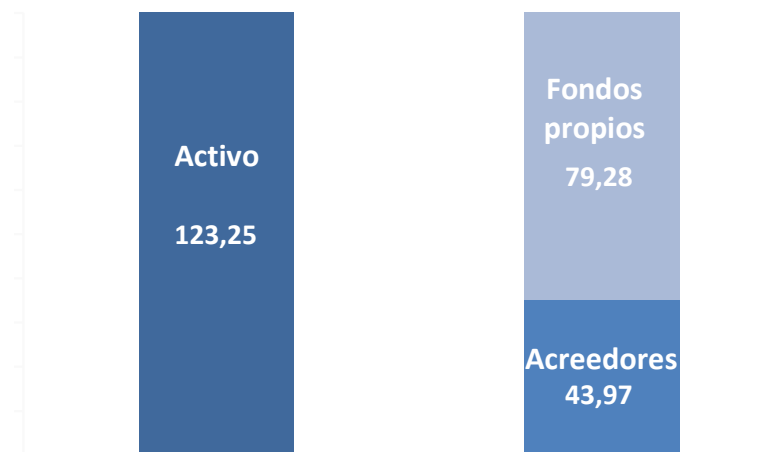 Activo
123,25
Fondos
propios
79,28
Acreedores
43,97